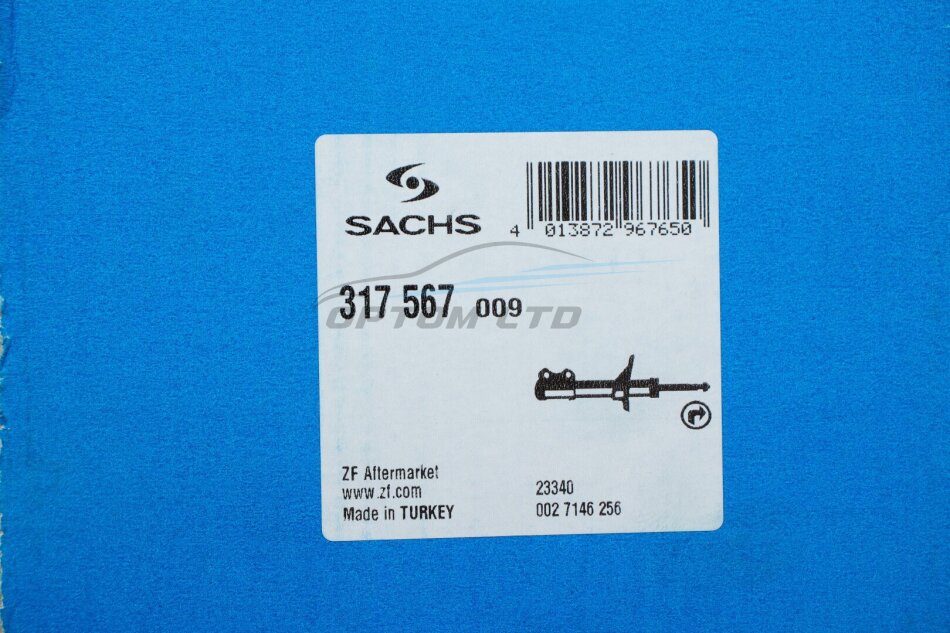 SACHS
4 013872 967650
317 567 009
OPTOM LTD
ZF Aftermarket
www.zf.com
Made in TURKEY
23340
002 7146 256